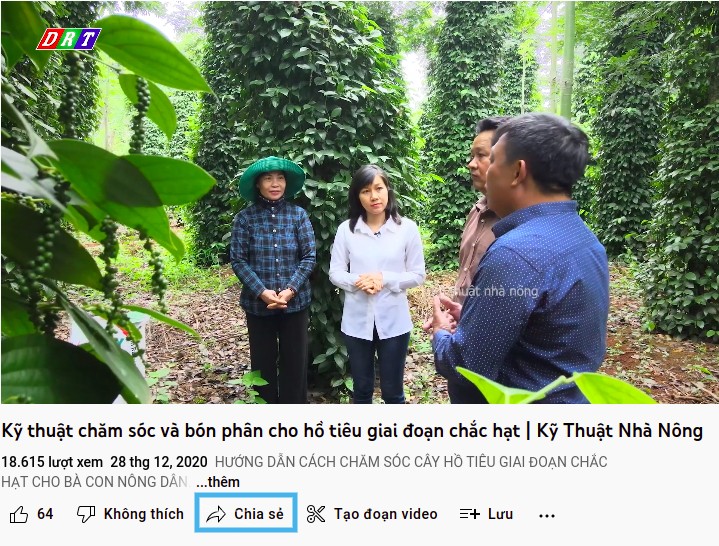 DRT
thuật nhà nông
Kỹ thuật chăm sóc và bón phân cho hồ tiêu giai đoạn chắc hạt | Kỹ Thuật Nhà Nông
18.615 lượt xem 28 thg 12, 2020 HƯỚNG DẪN CÁCH CHĂM SÓC CÂY HỒ TIÊU GIAI ĐOẠN CHẮC
HẠT CHO BÀ CON NÔNG DÂN ...thêm
64 Không thích Chia sẻ Tạo đoạn video Lưu ...